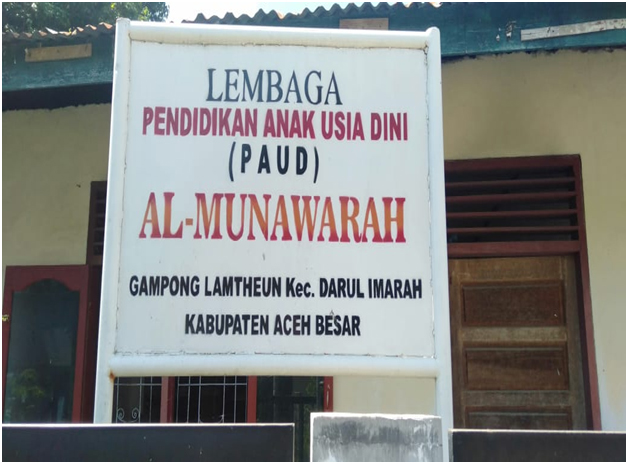 LEMBAGA
PENDIDIKAN ANAK USIA DINI
(PAUD)
AL-MUNAWARAH
GAMPONG LAMTHEUN Kec. DARUL IMARAH
KABUPATEN ACEH BESAR